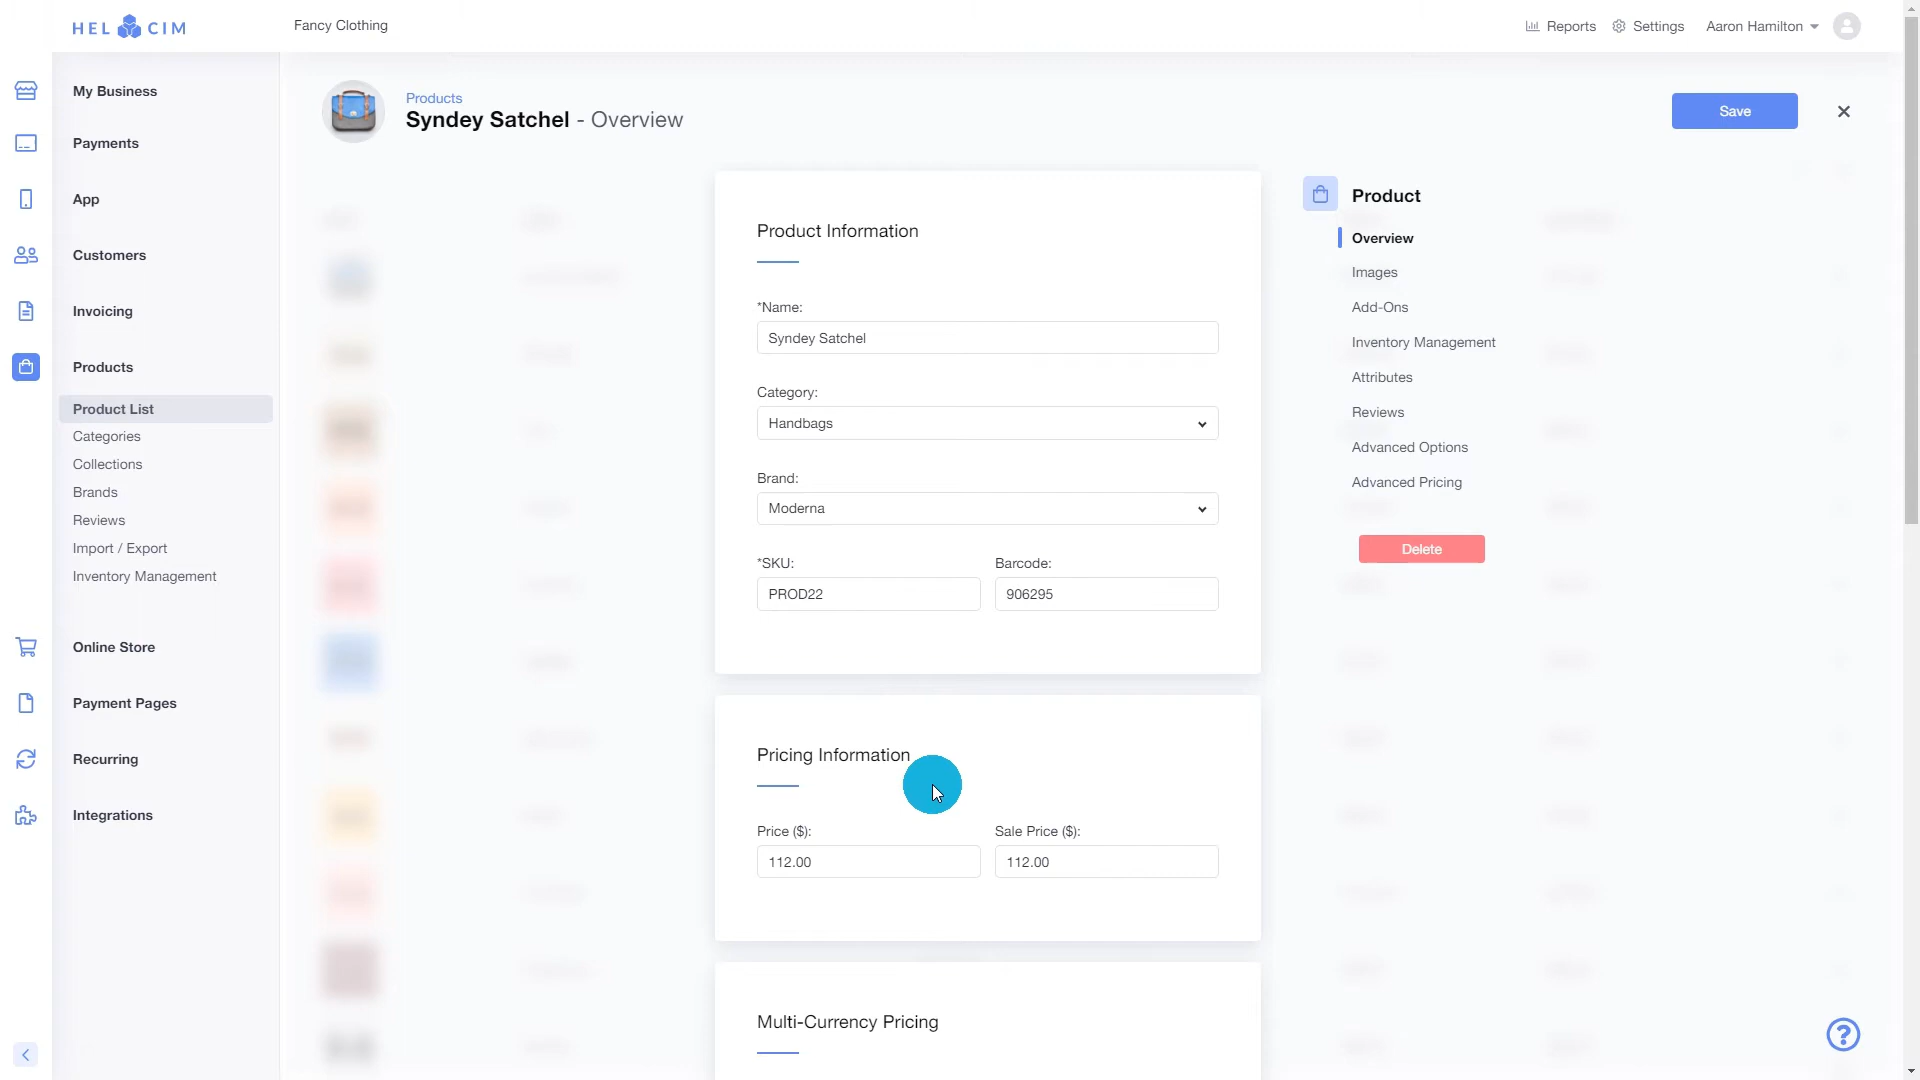 HELCIM
Fancy Clothing
Reports
Settings
Aaron Hamilton
My Business
Payments
App
Customers
Invoicing
Products
Product List
Categories
Collections
Brands
Reviews
Import / Export
Inventory Management
Online Store
Payment Pages
Recurring
Integrations
Products
Syndey Satchel - Overview
Save
Product Information
*Name:
Syndey Satchel
Category:
Handbags
Brand:
Moderna
*SKU:
Barcode:
PROD22
906295
Pricing Information
Price ($):
Sale Price ($):
112.00
112.00
Multi-Currency Pricing
Product
Overview
Images
Add-Ons
Inventory Management
Attributes
Reviews
Advanced Options
Advanced Pricing
Delete
?